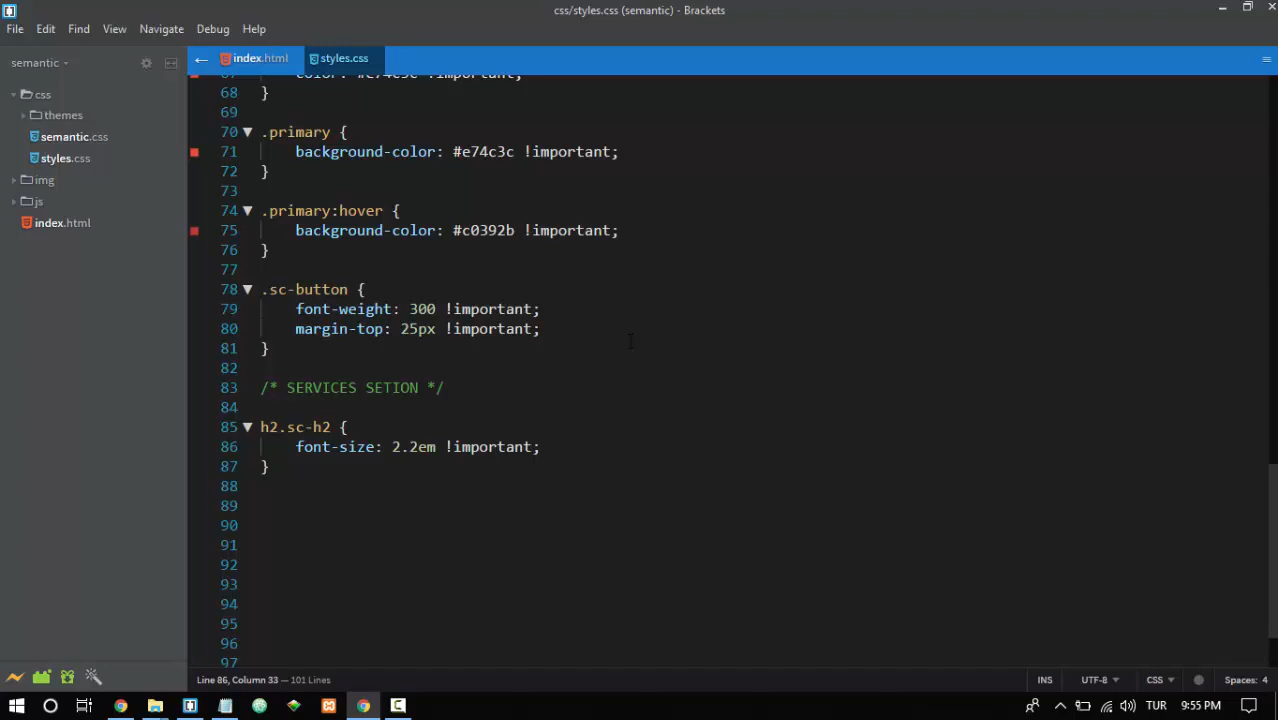 css/styles.css (semantic) - Brackets
File Edit Find View Navigate Debug Help
semantic
index.html styles.css
css
themes
semantic.css
styles.css
img
js
index.html
67 color: #e74c3c !important;
68 }
69
70 .primary {
71 background-color: #e74c3c !important;
72 }
73
74 .primary:hover {
75 background-color: #c0392b !important;
76 }
77
78 .sc-button {
79 font-weight: 300 !important;
80 margin-top: 25px !important;
81 }
82
83 /* SERVICES SETION */
84
85 h2.sc-h2 {
86 font-size: 2.2em !important;
87 }
88
89
90
91
92
93
94
95
96
97
Line 86, Column 33 — 101 Lines
INS UTF-8 CSS Spaces: 4
TUR 9:55 PM